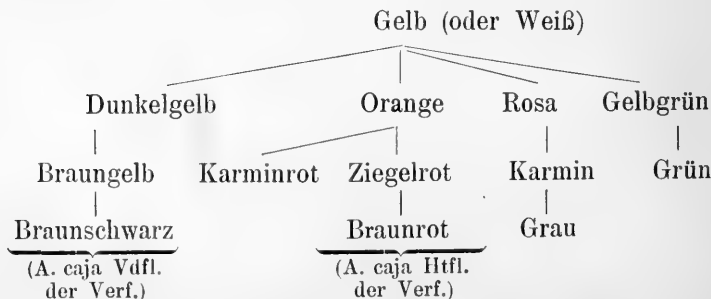 Gelb (oder Weiß)
Dunkelgelb Orange Rosa Gelbgrün
Braungelb Karminrot Ziegelrot Karmin Grün
Braunschwarz Braunrot Grau
(A. caja Vdfl. (A. caja Htfl.
der Verf.) der Verf.)